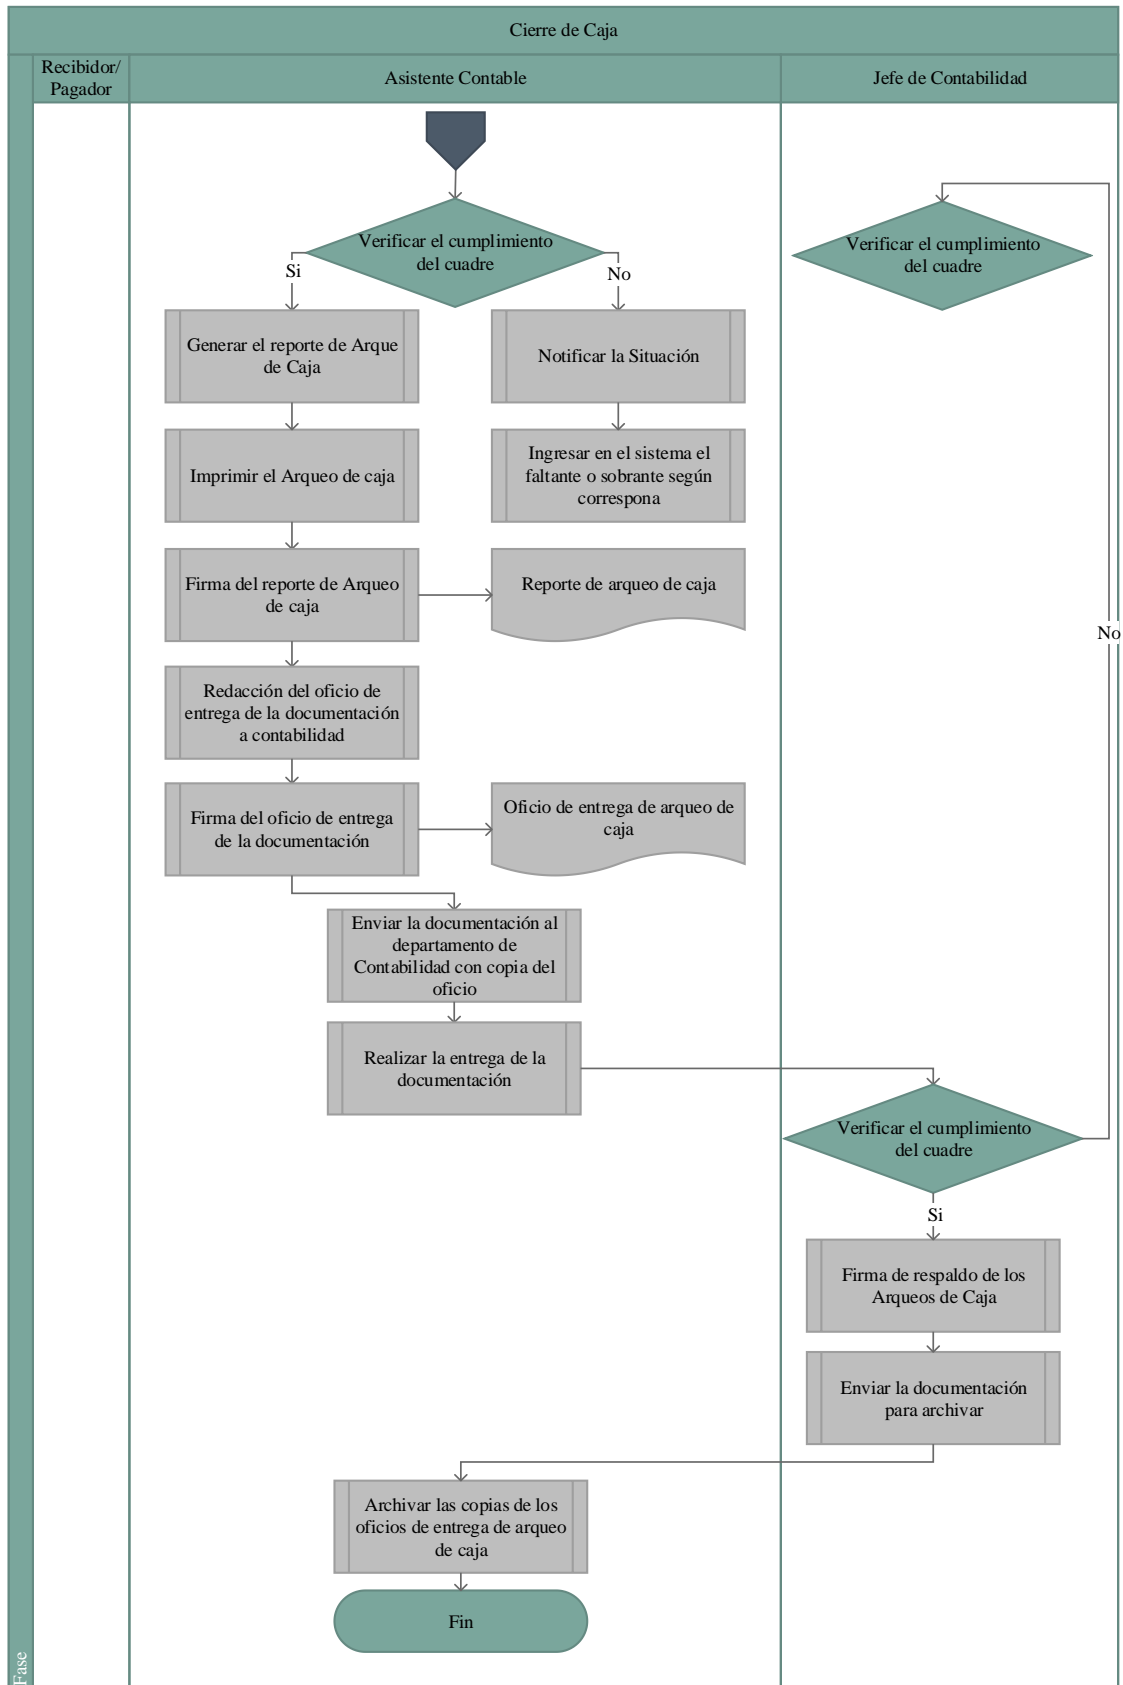 Cierre de Caja
Recibidor/
Pagador
Asistente Contable
Jefe de Contabilidad
Verificar el cumplimiento
del cuadre
Si
No
Verificar el cumplimiento
del cuadre
Generar el reporte de Arque
de Caja
Notificar la Situación
Imprimir el Arqueo de caja
Ingresar en el sistema el
faltante o sobrante según
correspona
Firma del reporte de Arqueo
de caja
Reporte de arqueo de caja
No
Redacción del oficio de
entrega de la documentación
a contabilidad
Firma del oficio de entrega
de la documentación
Oficio de entrega de arqueo de
caja
Enviar la documentación al
departamento de
Contabilidad con copia del
oficio
Realizar la entrega de la
documentación
Verificar el cumplimiento
del cuadre
Si
Firma de respaldo de los
Arqueos de Caja
Enviar la documentación
para archivar
Archivar las copias de los
oficios de entrega de arqueo
de caja
Fin
Fase